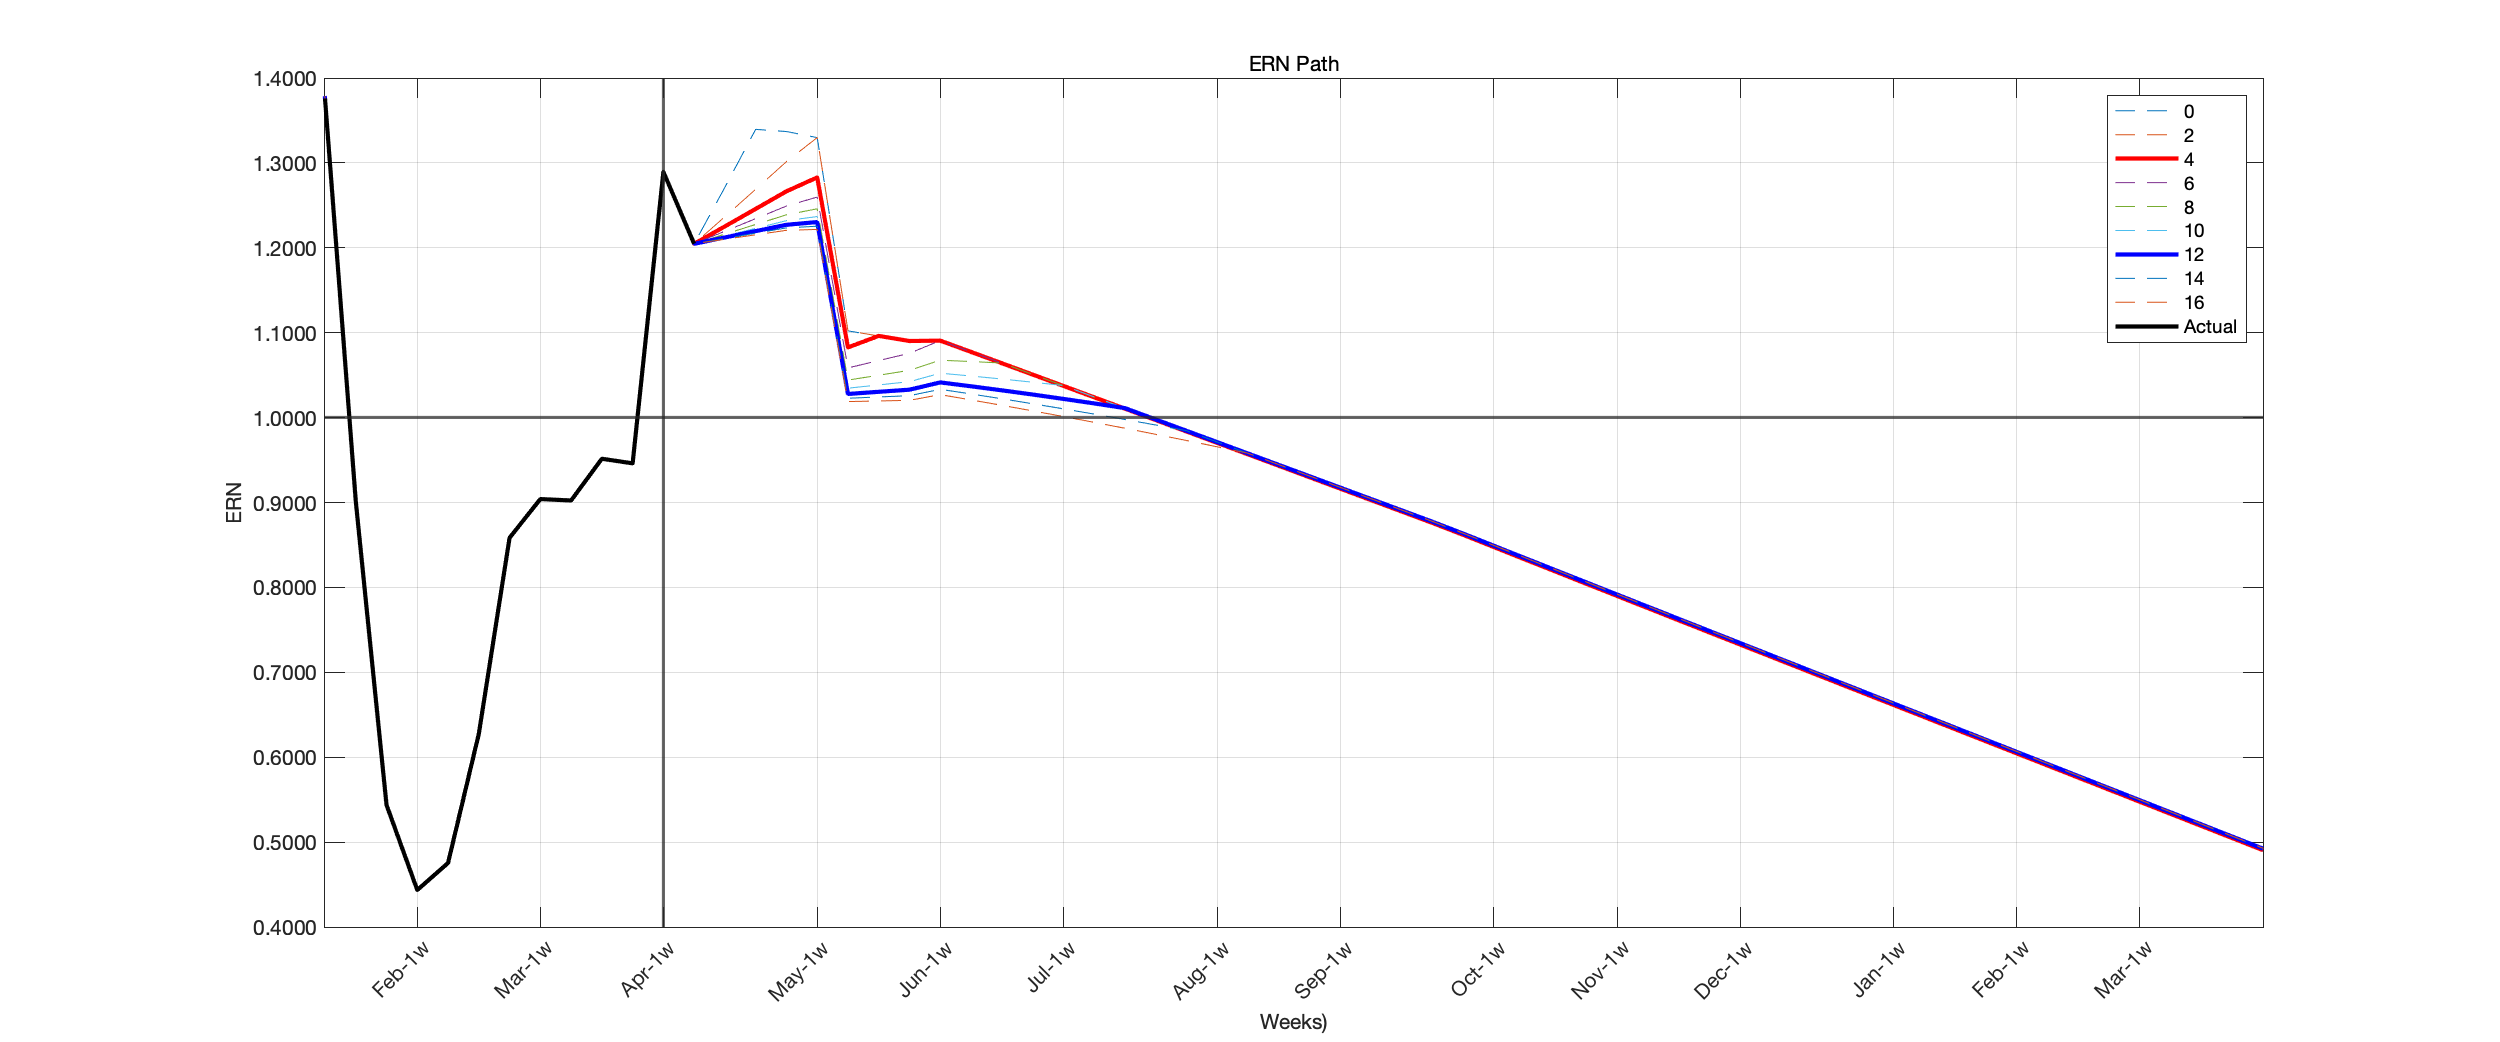 ERN Path
1.4000
1.3000
1.2000
1.1000
1.0000
0.9000
0.8000
0.7000
0.6000
0.5000
0.4000
ERN
0
2
4
6
8
10
12
14
16
Actual
Feb-1w
Mar-1w
Apr-1w
May-1w
Jun-1w
Jul-1w
Aug-1w
Sep-1w
Oct-1w
Nov-1w
Dec-1w
Jan-1w
Feb-1w
Mar-1w
Weeks)